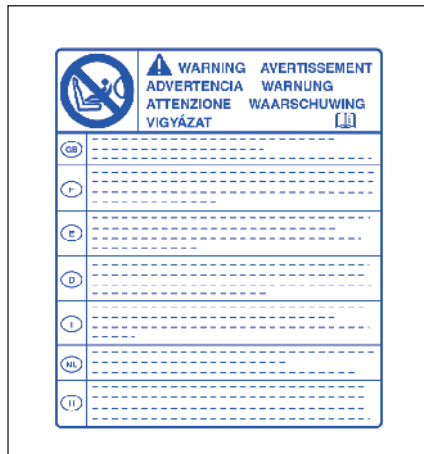 WARNING AVERTISSEMENT
ADVERTENCIA WARNUNG
ATTENZIONE WAARSCHUWING
VIGYÁZAT
GB
F
E
D
I
NL
H